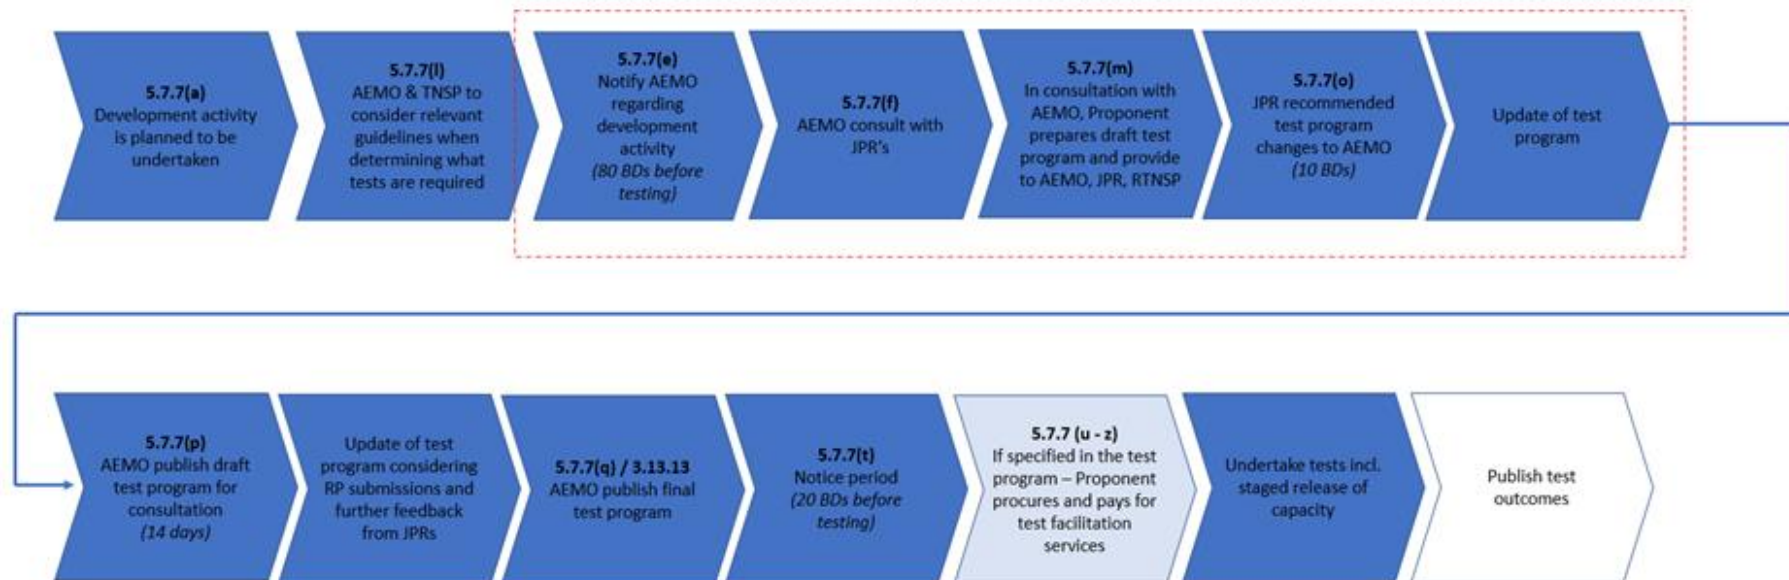 5.7.7(a)
Development activity
is planned to be
undertaken
5.7.7(l)
AEMO & TNSP to
consider relevant
guidelines when
determining what
tests are required
5.7.7(e)
Notify AEMO
regarding
development
activity
(80 BDs before
testing)
5.7.7(f)
AEMO consult with
JPR's
5.7.7(m)
In consultation with
AEMO, Proponent
prepares draft test
program and provide
to AEMO, JPR, RTNSP
5.7.7(o)
JPR recommended
test program
changes to AEMO
(10 BDs)
Update of test
program
5.7.7(p)
AEMO publish draft
test program for
consultation
(14 days)
Update of test
program considering
RP submissions and
further feedback
from JPRs
5.7.7(q) / 3.13.13
AEMO publish final
test program
5.7.7(t)
Notice period
(20 BDs before
testing)
5.7.7 (u - z)
If specified in the test
program – Proponent
procures and pays for
test facilitation
services
Undertake tests incl.
staged release of
capacity
Publish test
outcomes